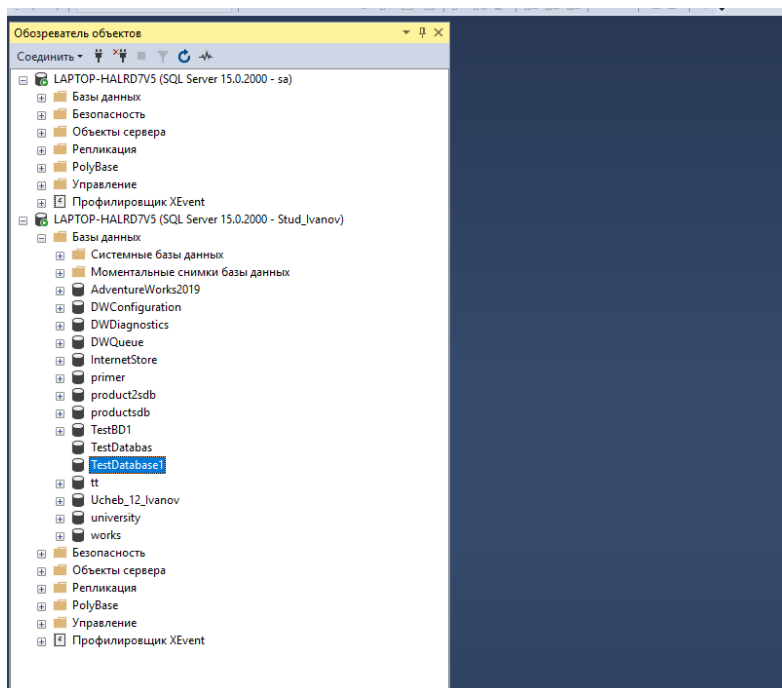 Обозреватель объектов
Соединить
LAPTOP-HALRD7V5 (SQL Server 15.0.2000 - sa)
Базы данных
Безопасность
Объекты сервера
Репликация
PolyBase
Управление
Профилировщик XEvent
LAPTOP-HALRD7V5 (SQL Server 15.0.2000 - Stud_Ivanov)
Базы данных
Системные базы данных
Моментальные снимки базы данных
AdventureWorks2019
DWConfiguration
DWDiagnostics
DWQueue
InternetStore
primer
product2sdb
productsdb
TestBD1
TestDatabas
TestDatabase1
tt
Ucheb_12_Ivanov
university
works
Безопасность
Объекты сервера
Репликация
PolyBase
Управление
Профилировщик XEvent